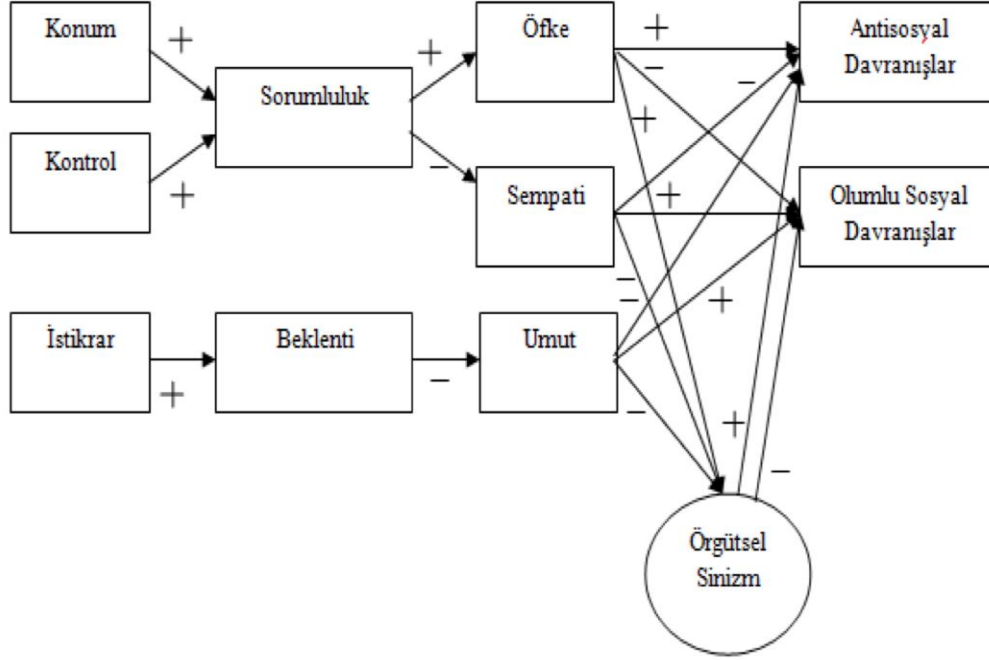 Konum
Öfke
Antisosyal
Davranışlar
+
+
+
Sorumluluk
−
−
+
Kontrol
−
+
Sempati
+
Olumlu Sosyal
Davranışlar
−
−
+
İstikrar
Beklenti
Umut
+
−
−
+
−
Örgütsel
Sinizm